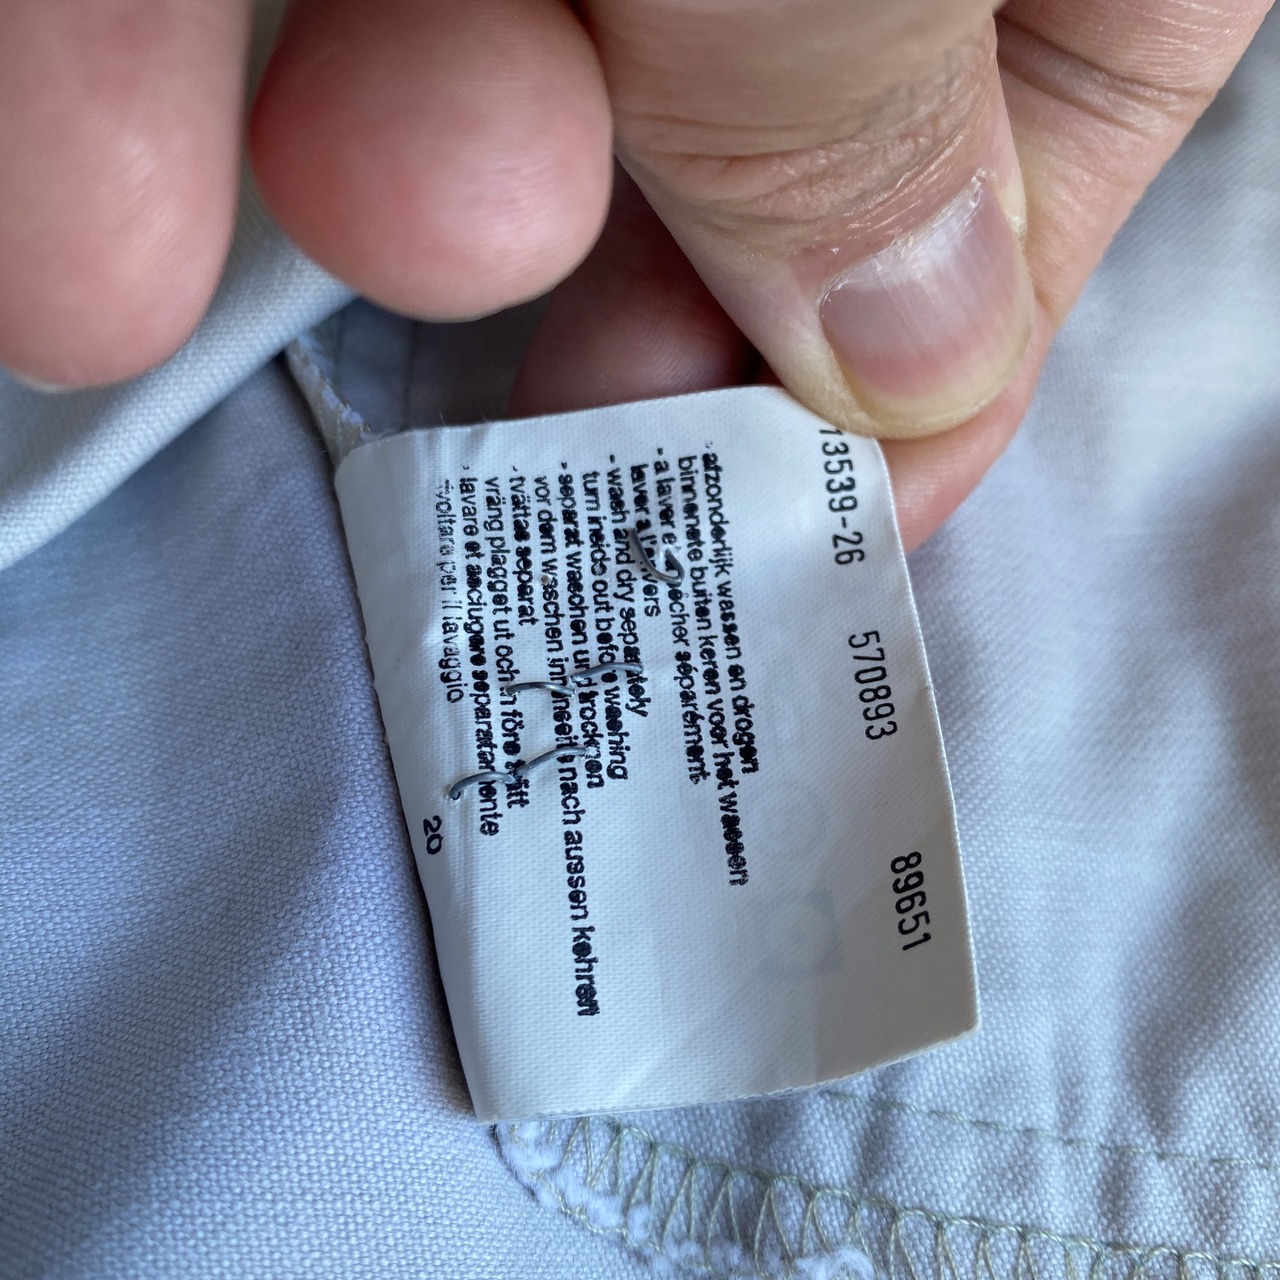 13539-26 570893 89651
- afzonderlijk wassen en drogen
binnenste buiten keren voor het wassen
- a laver et sécher séparément
laver à l'envers
- wash and dry separately
turn inside out before washing
- separat waschen und trocknen
vor dem waschen innenseite nach aussen kehren
- tvättas separat
vräng plagget ut och in före tvätt
- lavare et asciugare separatamente
rivoltare per il lavaggio
20